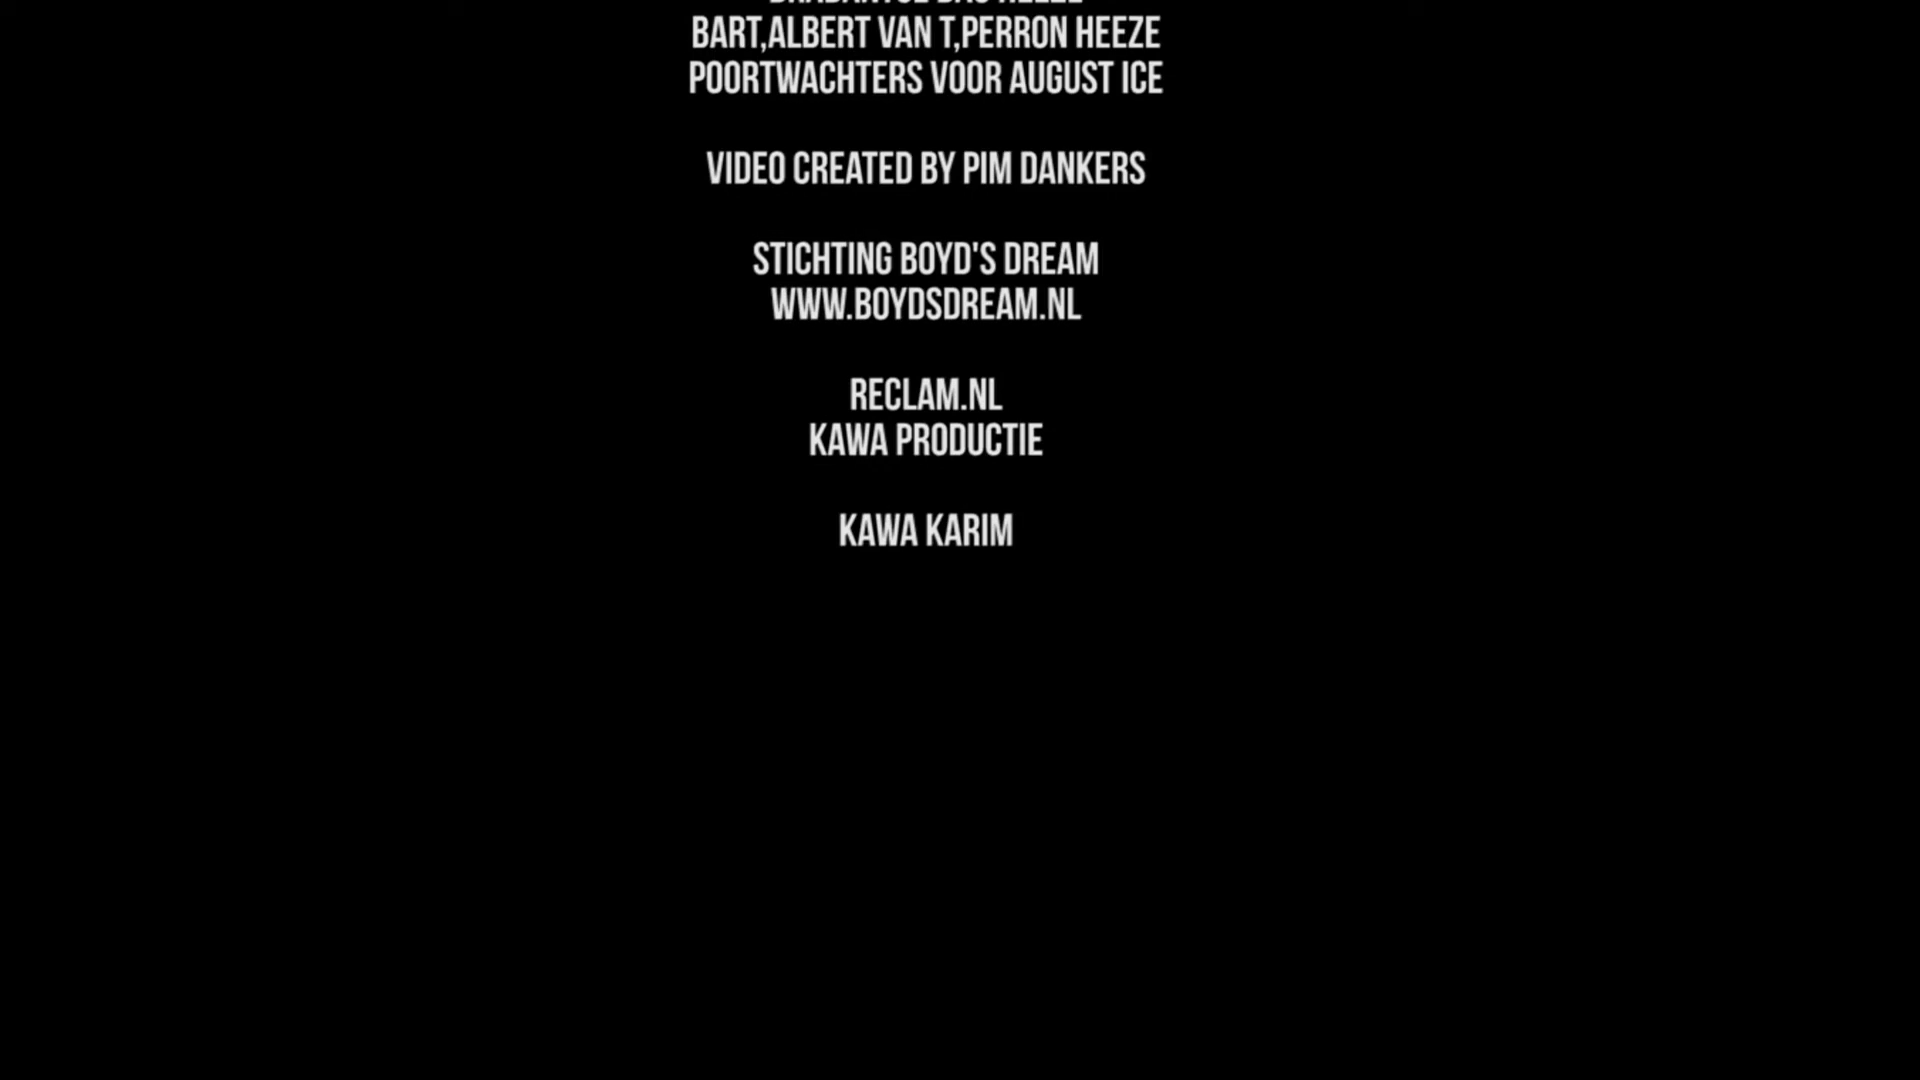 BART,ALBERT VAN T,PERRON HEEZE
POORTWACHTERS VOOR AUGUST ICE
VIDEO CREATED BY PIM DANKERS
STICHTING BOYD'S DREAM
WWW.BOYDSDREAM.NL
RECLAM.NL
KAWA PRODUCTIE
KAWA KARIM